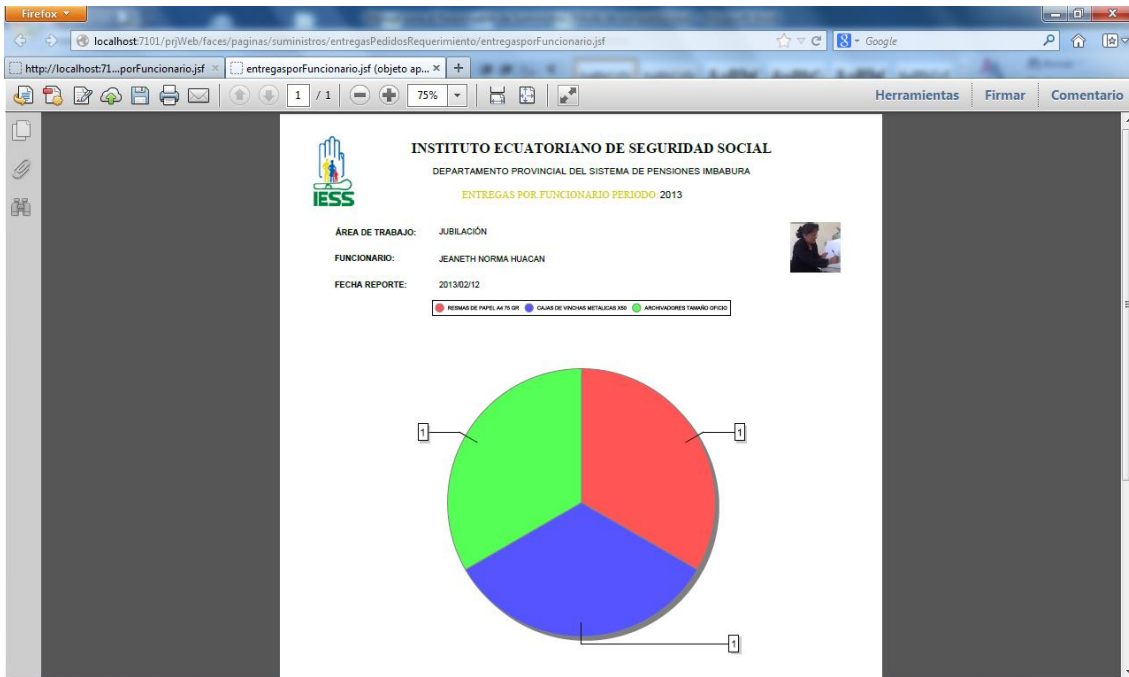 Firefox
localhost:7101/prjWeb/faces/paginas/suministros/entregasPedidosRequerimiento/entregasporFuncionario.jsf
Google
http://localhost:71...porFuncionario.jsf
entregasporFuncionario.jsf (objeto ap...
1 / 1
75%
Herramientas
Firmar
Comentario
IESS
INSTITUTO ECUATORIANO DE SEGURIDAD SOCIAL
DEPARTAMENTO PROVINCIAL DEL SISTEMA DE PENSIONES IMBABURA
ENTREGAS POR FUNCIONARIO PERIODO: 2013
ÁREA DE TRABAJO: JUBILACIÓN
FUNCIONARIO: JEANETH NORMA HUACAN
FECHA REPORTE: 2013/02/12
RESMAS DE PAPEL A4 75 GR CAJAS DE VINCHAS METALICAS X50 ARCHIVADORES TAMAÑO OFICIO
1
1
1